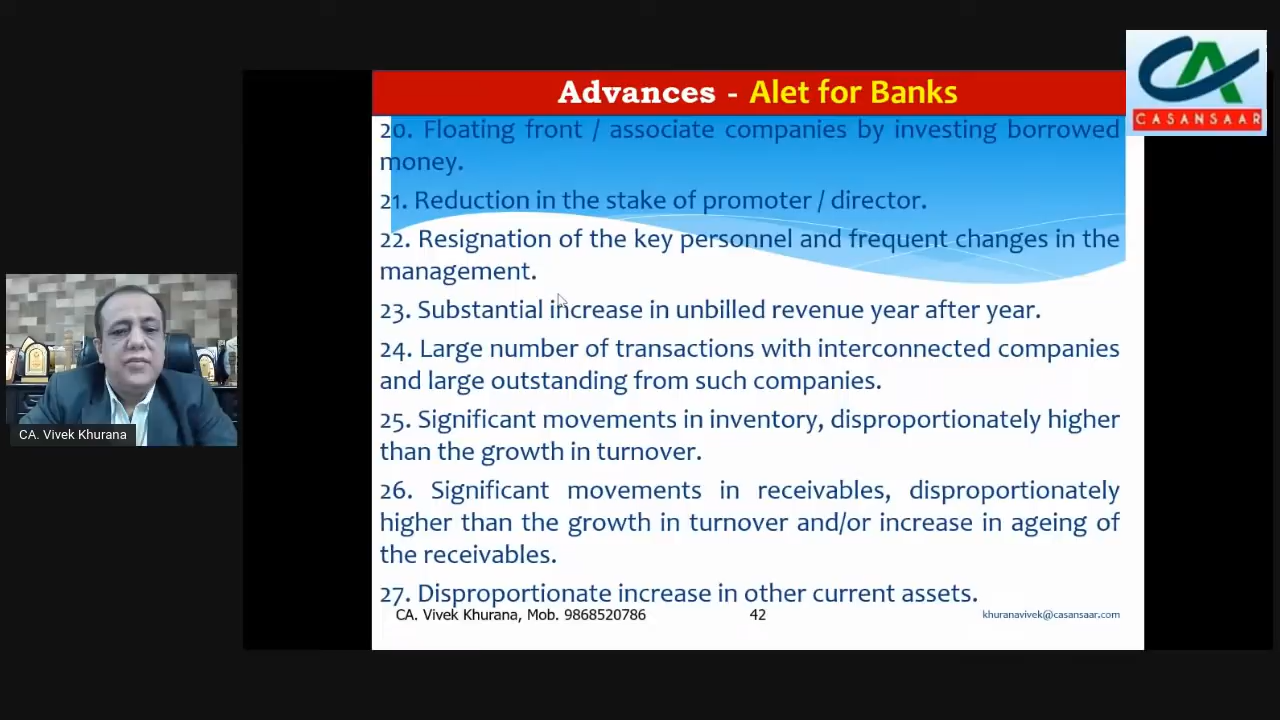 Advances - Alet for Banks
CASANSAAR
20. Floating front / associate companies by investing borrowed
money.
21. Reduction in the stake of promoter / director.
22. Resignation of the key personnel and frequent changes in the
management.
23. Substantial increase in unbilled revenue year after year.
24. Large number of transactions with interconnected companies
and large outstanding from such companies.
25. Significant movements in inventory, disproportionately higher
than the growth in turnover.
26. Significant movements in receivables, disproportionately
higher than the growth in turnover and/or increase in ageing of
the receivables.
27. Disproportionate increase in other current assets.
CA. Vivek Khurana, Mob. 9868520786 42 khuranavivek@casansaar.com
CA. Vivek Khurana